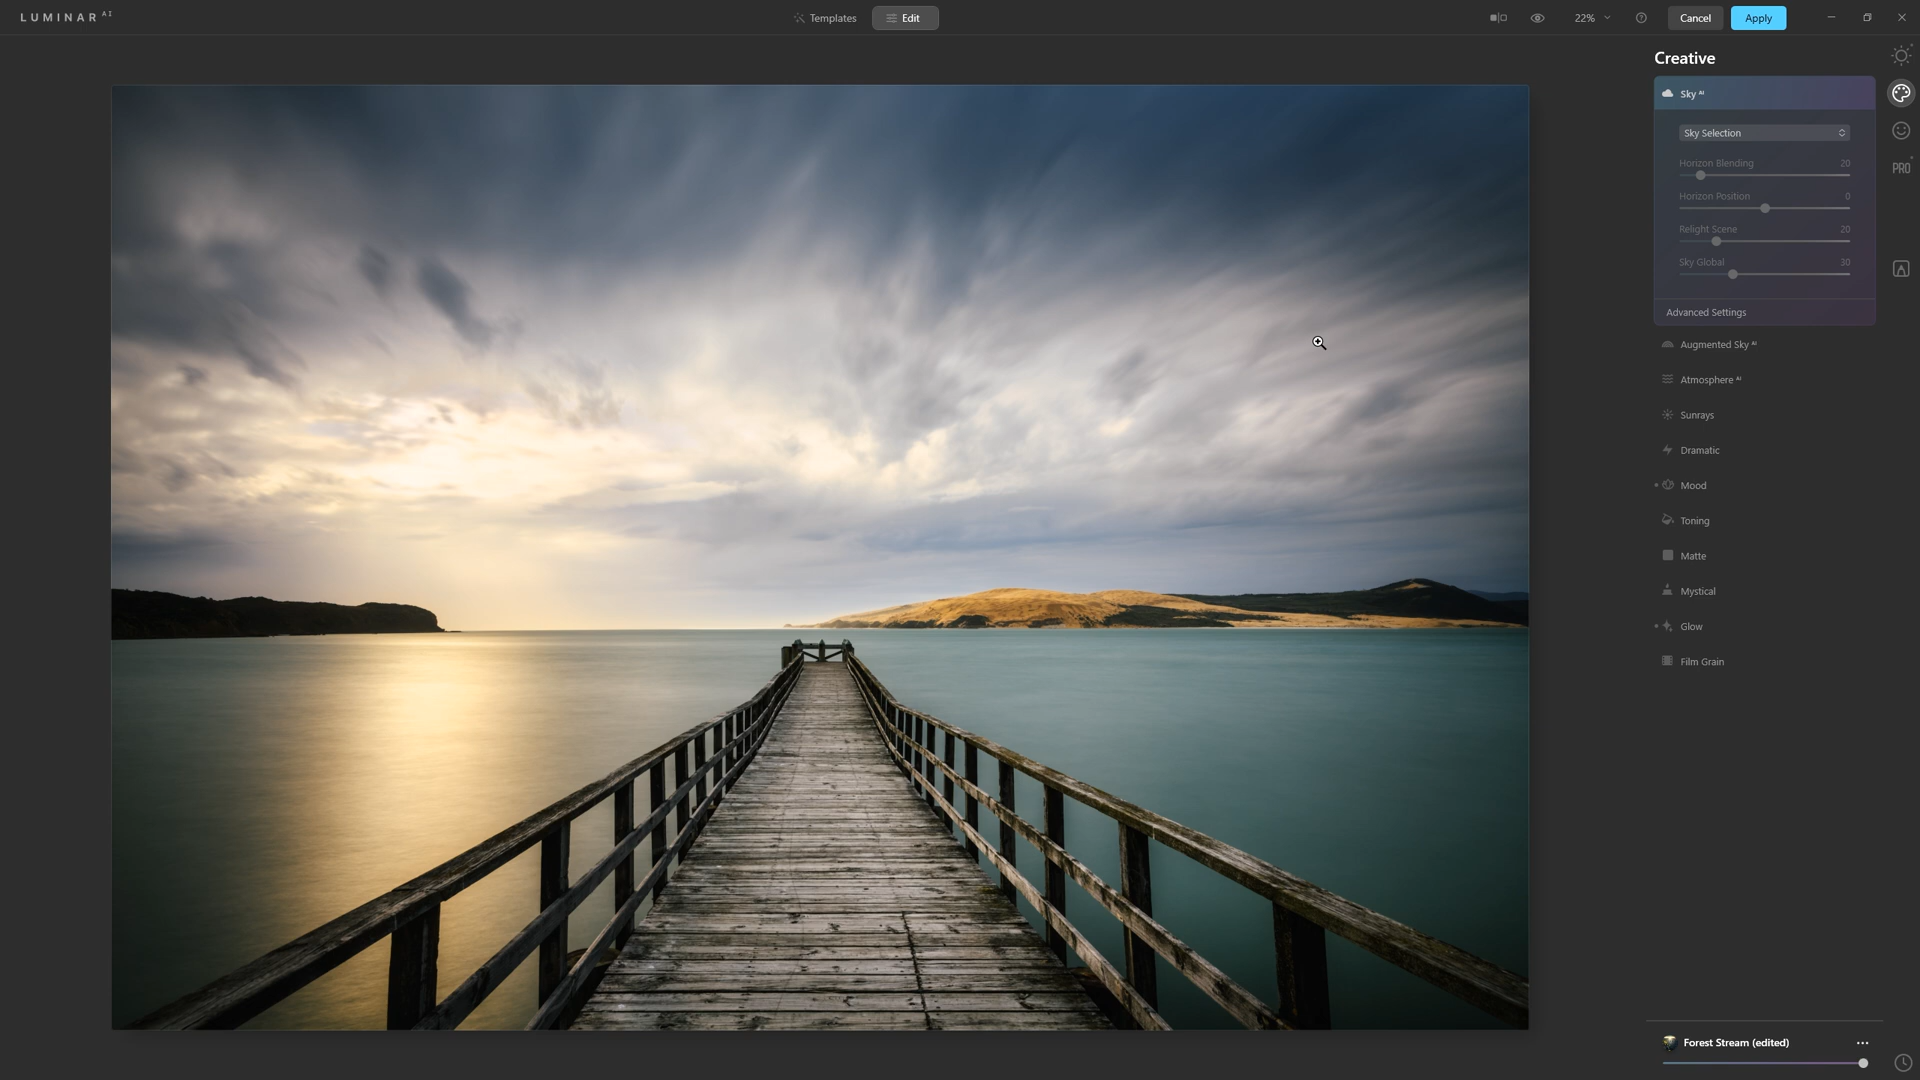 LUMINAR AI
Templates
Edit
22%
Cancel
Apply
Creative
Sky AI
Sky Selection
Horizon Blending 20
Horizon Position 0
Relight Scene 20
Sky Global 30
Advanced Settings
Augmented Sky AI
Atmosphere AI
Sunrays
Dramatic
Mood
Toning
Matte
Mystical
Glow
Film Grain
PRO
Forest Stream (edited)